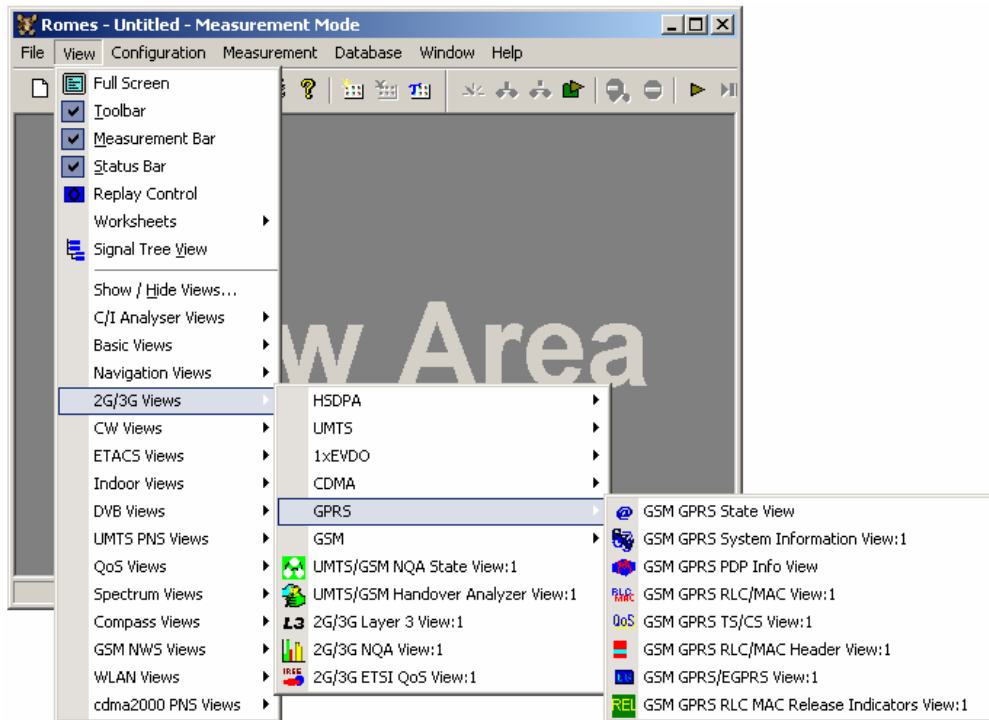 Romes - Untitled - Measurement Mode
File View Configuration Measurement Database Window Help
Full Screen
Toolbar
Measurement Bar
Status Bar
Replay Control
Worksheets
Signal Tree View
Show / Hide Views...
C/I Analyser Views
Basic Views
Navigation Views
2G/3G Views
CW Views
ETACS Views
Indoor Views
DVB Views
UMTS PNS Views
QoS Views
Spectrum Views
Compass Views
GSM NWS Views
WLAN Views
cdma2000 PNS Views
w Area
HSDPA
UMTS
1xEVDO
CDMA
GPRS
GSM
UMTS/GSM NQA State View:1
UMTS/GSM Handover Analyzer View:1
L3 2G/3G Layer 3 View:1
2G/3G NQA View:1
2G/3G ETSI QoS View:1
@ GSM GPRS State View
GSM GPRS System Information View:1
GSM GPRS PDP Info View
RLC MAC GSM GPRS RLC/MAC View:1
QoS GSM GPRS TS/CS View:1
GSM GPRS RLC/MAC Header View:1
GSM GPRS/EGPRS View:1
REL GSM GPRS RLC MAC Release Indicators View:1